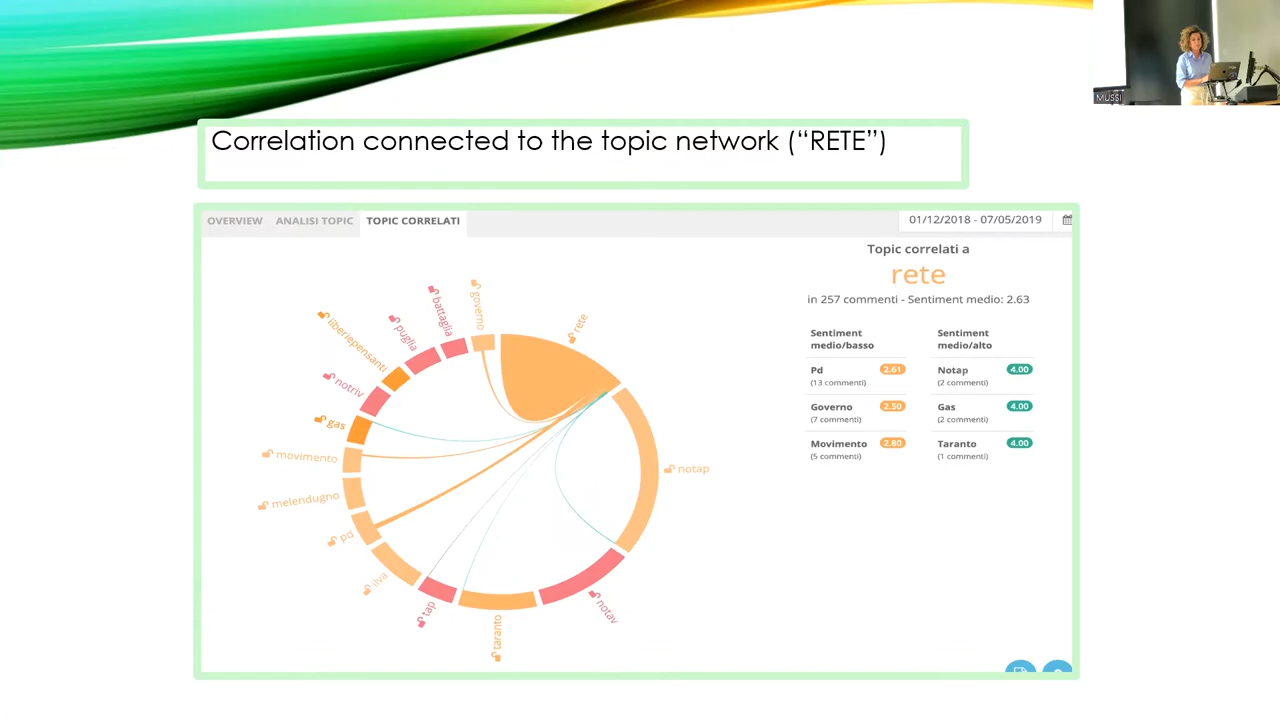 MUSSI
Correlation connected to the topic network (“RETE”)
OVERVIEW ANALISI TOPIC TOPIC CORRELATI
01/12/2018 - 07/05/2019
Topic correlati a
rete
in 257 commenti - Sentiment medio: 2.63
Sentiment medio/basso
Sentiment medio/alto
Pd 2.61
(13 commenti)
Notap 4.00
(2 commenti)
Governo 2.50
(7 commenti)
Gas 4.00
(2 commenti)
Movimento 2.80
(5 commenti)
Taranto 4.00
(1 commenti)
governo
rete
battaglia
puglia
liberiepensanti
notriv
gas
movimento
melendugno
pd
ilva
tap
taranto
notav
notap